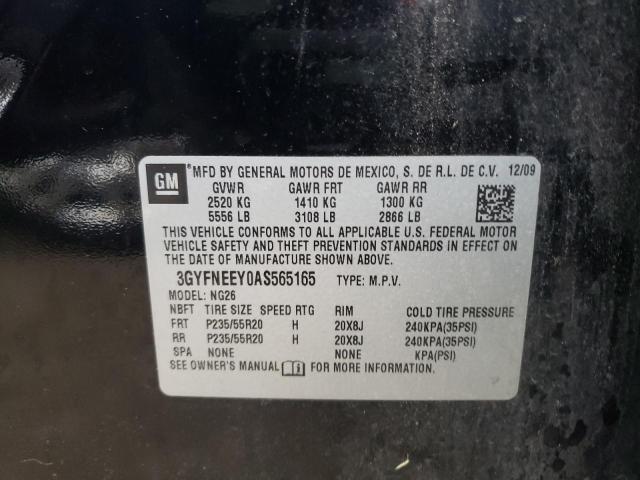 GM
® MFD BY GENERAL MOTORS DE MEXICO, S. DE R.L. DE C.V. 12/09
GVWR GAWR FRT GAWR RR
2520 KG 1410 KG 1300 KG
5556 LB 3108 LB 2866 LB
THIS VEHICLE CONFORMS TO ALL APPLICABLE U.S. FEDERAL MOTOR
VEHICLE SAFETY AND THEFT PREVENTION STANDARDS IN EFFECT ON
THE DATE OF MANUFACTURE SHOWN ABOVE.
3GYFNEEY0AS565165 TYPE: M.P.V.
MODEL: NG26
NBFT TIRE SIZE SPEED RTG RIM COLD TIRE PRESSURE
FRT P235/55R20 H 20X8J 240KPA(35PSI)
RR P235/55R20 H 20X8J 240KPA(35PSI)
SPA NONE NONE KPA(PSI)
SEE OWNER'S MANUAL FOR MORE INFORMATION.